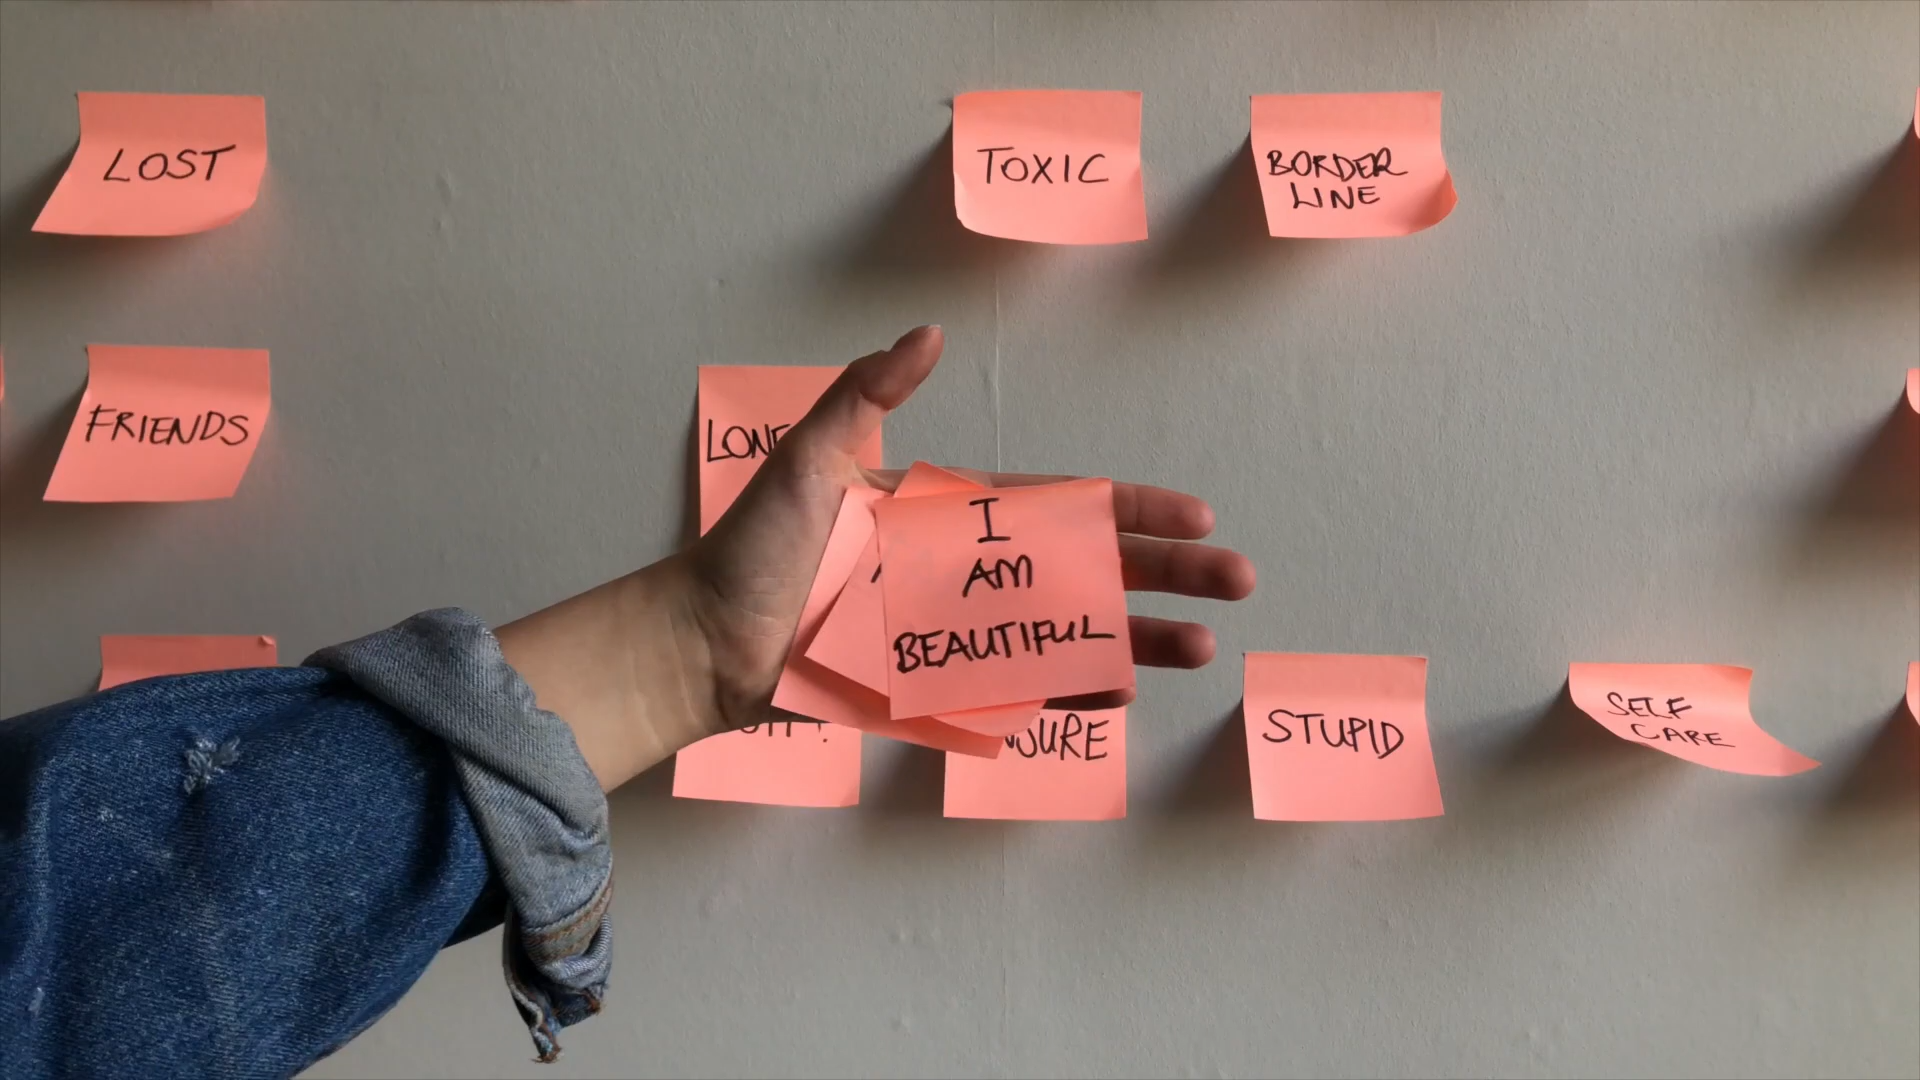 LOST
TOXIC
BORDER
LINE
FRIENDS
I
AM
BEAUTIFUL
STUPID
SELF
CARE